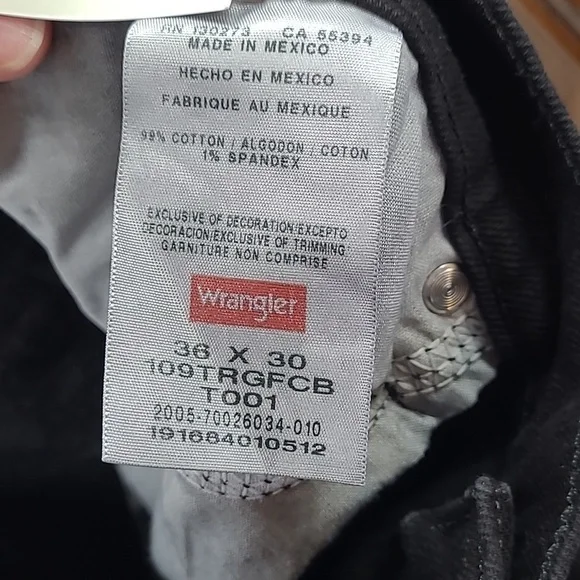 RN 130273 CA 55394
MADE IN MEXICO
HECHO EN MEXICO
FABRIQUE AU MEXIQUE
99% COTTON / ALGODON / COTON
1% SPANDEX
EXCLUSIVE OF DECORATION/EXCEPTO
DECORACION/EXCLUSIVE OF TRIMMING
GARNITURE NON COMPRISE
Wrangler
36 X 30
109TRGFCB
T001
2005-70026034-010
191684010512